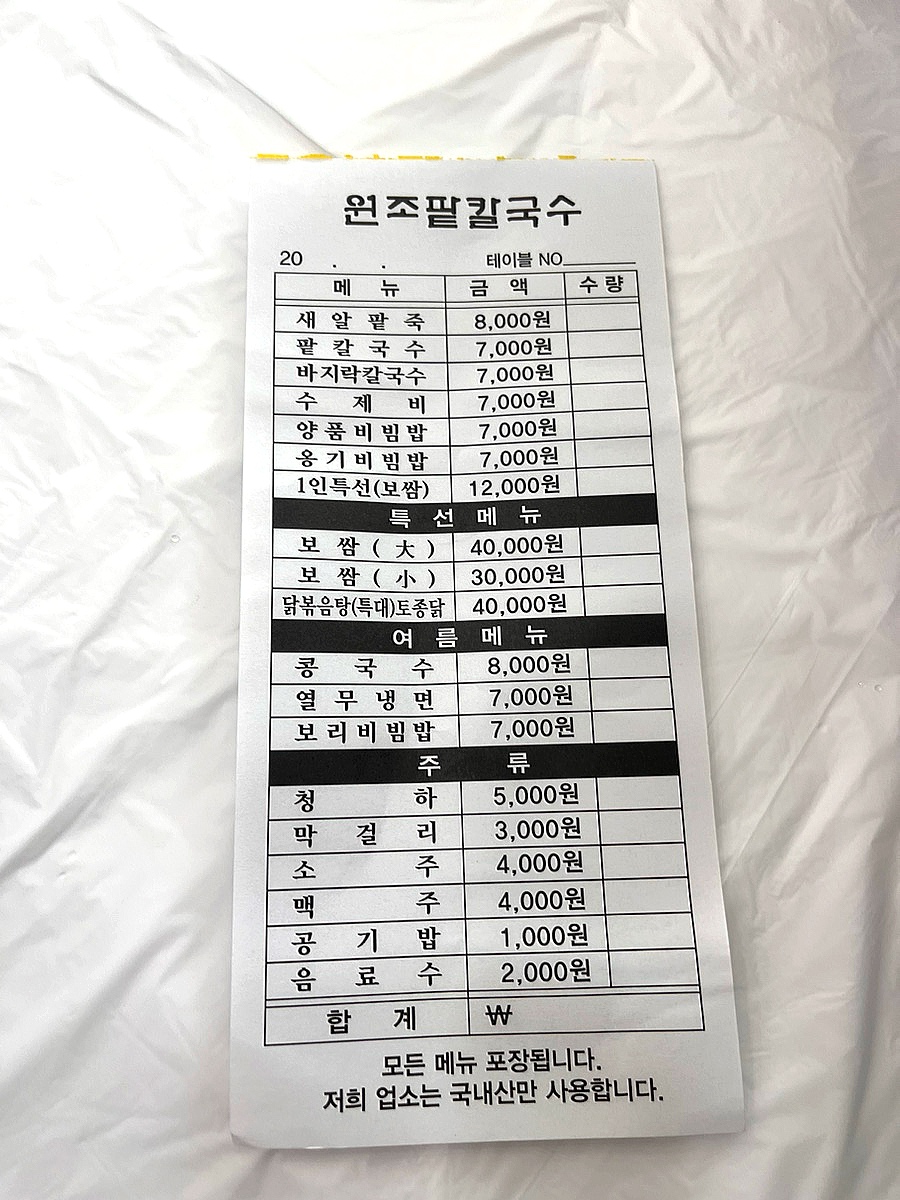 원조팥칼국수
20 . . 테이블 NO
메 뉴 금 액 수 량
새 알 팥 죽 8,000원
팥 칼 국 수 7,000원
바지락칼국수 7,000원
수 제 비 7,000원
양 품 비 빔 밥 7,000원
옹 기 비 빔 밥 7,000원
1인특선(보쌈) 12,000원
특 선 메 뉴
보 쌈 ( 大 ) 40,000원
보 쌈 ( 小 ) 30,000원
닭볶음탕(특대)토종닭 40,000원
여 름 메 뉴
콩 국 수 8,000원
열 무 냉 면 7,000원
보 리 비 빔 밥 7,000원
주 류
청 하 5,000원
막 걸 리 3,000원
소 주 4,000원
맥 주 4,000원
공 기 밥 1,000원
음 료 수 2,000원
합 계 ₩
모든 메뉴 포장됩니다.
저희 업소는 국내산만 사용합니다.